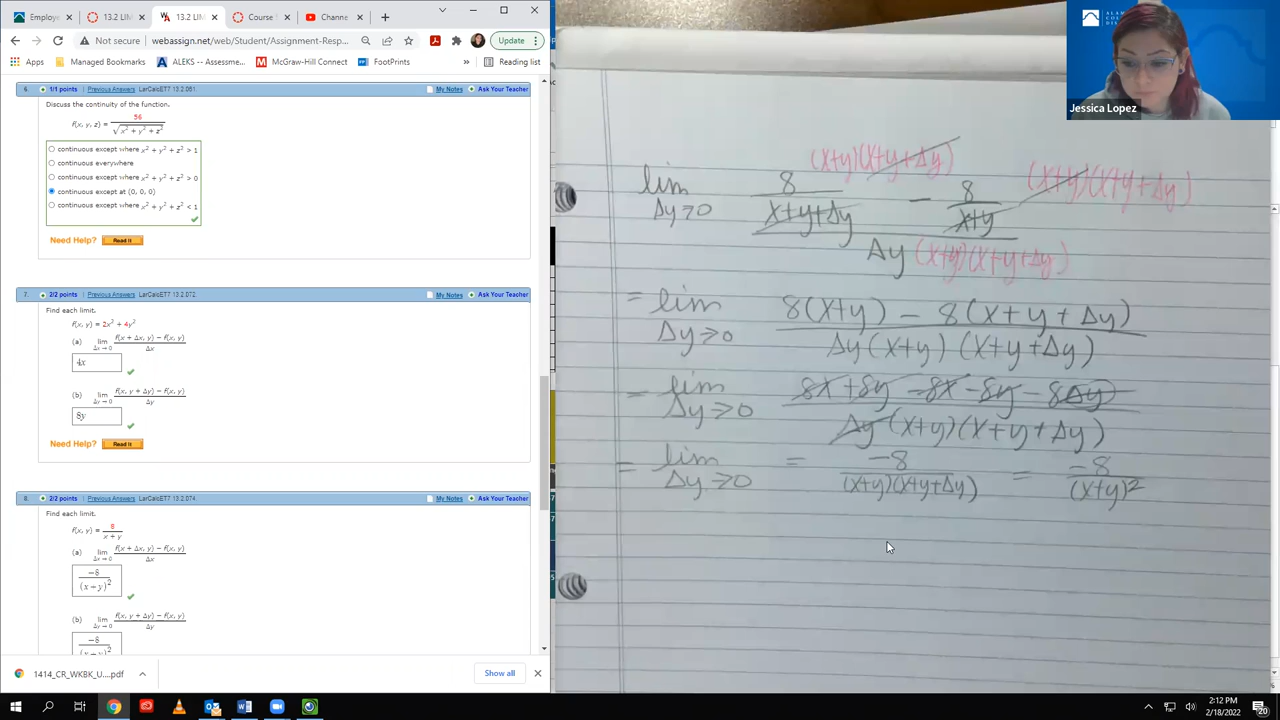 Employe
13.2 LIM
13.2 LIM
Course
Channe
Not secure
webassign.net/web/Student/Assignment-Resp...
Update
Apps
Managed Bookmarks
ALEKS -- Assessme...
McGraw-Hill Connect
FootPrints
»
Reading list
6. 1/1 points | Previous Answers LarCalcET7 13.2.061. My Notes Ask Your Teacher
Discuss the continuity of the function.
f(x, y, z) = 56 / √(x² + y² + z²)
continuous except where x² + y² + z² > 1
continuous everywhere
continuous except where x² + y² + z² > 0
continuous except at (0, 0, 0)
continuous except where x² + y² + z² < 1
Need Help? Read It
7. 2/2 points | Previous Answers LarCalcET7 13.2.072. My Notes Ask Your Teacher
Find each limit.
f(x, y) = 2x² + 4y²
(a) lim Δx → 0 f(x + Δx, y) − f(x, y) / Δx
4x
(b) lim Δy → 0 f(x, y + Δy) − f(x, y) / Δy
8y
Need Help? Read It
8. 2/2 points | Previous Answers LarCalcET7 13.2.074. My Notes Ask Your Teacher
Find each limit.
f(x, y) = 8 / x + y
(a) lim Δx → 0 f(x + Δx, y) − f(x, y) / Δx
−8 / (x+y)²
(b) lim Δy → 0 f(x, y + Δy) − f(x, y) / Δy
−8 / (x+y)²
1414_CR_WKBK_U....pdf
Show all
Jessica Lopez
(x+y)(x+y+Δy) (x+y)(x+y+Δy)
lim Δy→0 8 / x+y+Δy − 8 / x+y
Δy (x+y)(x+y+Δy)
= lim Δy→0 8(x+y) − 8(x+y+Δy) / Δy(x+y)(x+y+Δy)
= lim Δy→0 8x+8y−8x−8y−8Δy / Δy(x+y)(x+y+Δy)
= lim Δy→0 = −8 / (x+y)(x+y+Δy) = −8 / (x+y)²
2:12 PM
2/18/2022
20